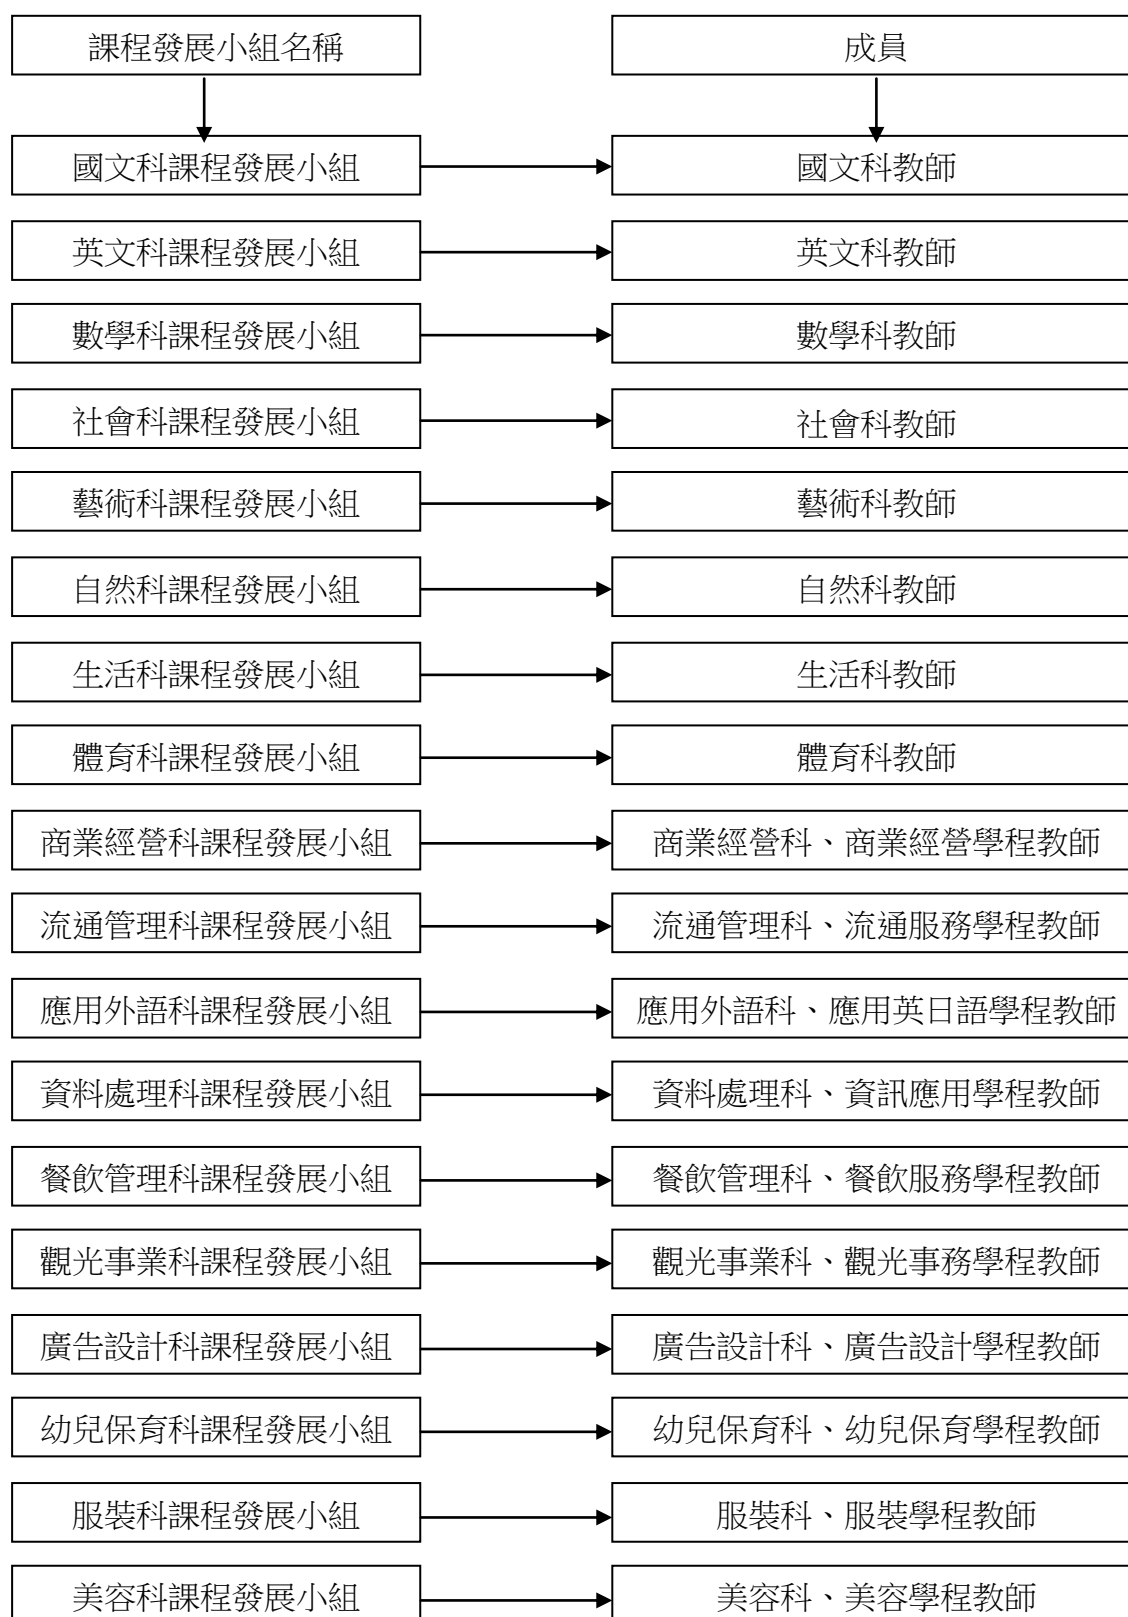 課程發展小組名稱 成員
國文科課程發展小組 國文科教師
英文科課程發展小組 英文科教師
數學科課程發展小組 數學科教師
社會科課程發展小組 社會科教師
藝術科課程發展小組 藝術科教師
自然科課程發展小組 自然科教師
生活科課程發展小組 生活科教師
體育科課程發展小組 體育科教師
商業經營科課程發展小組 商業經營科、商業經營學程教師
流通管理科課程發展小組 流通管理科、流通服務學程教師
應用外語科課程發展小組 應用外語科、應用英日語學程教師
資料處理科課程發展小組 資料處理科、資訊應用學程教師
餐飲管理科課程發展小組 餐飲管理科、餐飲服務學程教師
觀光事業科課程發展小組 觀光事業科、觀光事務學程教師
廣告設計科課程發展小組 廣告設計科、廣告設計學程教師
幼兒保育科課程發展小組 幼兒保育科、幼兒保育學程教師
服裝科課程發展小組 服裝科、服裝學程教師
美容科課程發展小組 美容科、美容學程教師